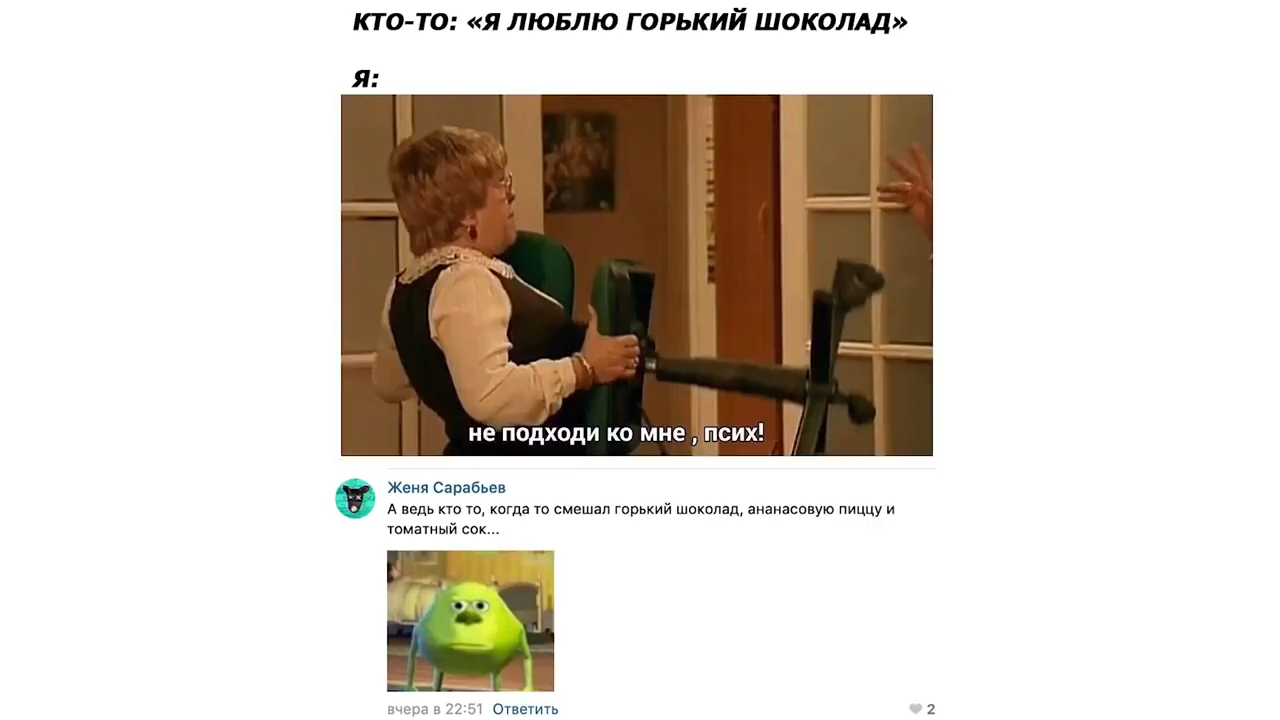 КТО-ТО: «Я ЛЮБЛЮ ГОРЬКИЙ ШОКОЛАД»
Я:
не подходи ко мне , псих!
Женя Сарабьев
А ведь кто то, когда то смешал горький шоколад, ананасовую пиццу и
томатный сок...
вчера в 22:51 Ответить
2